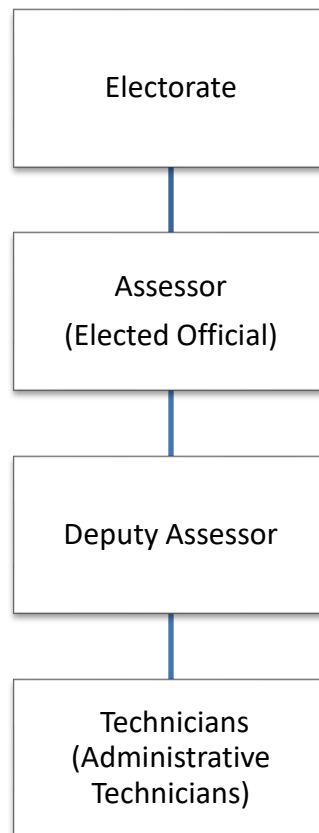 Electorate
Assessor
(Elected Official)
Deputy Assessor
Technicians
(Administrative
Technicians)